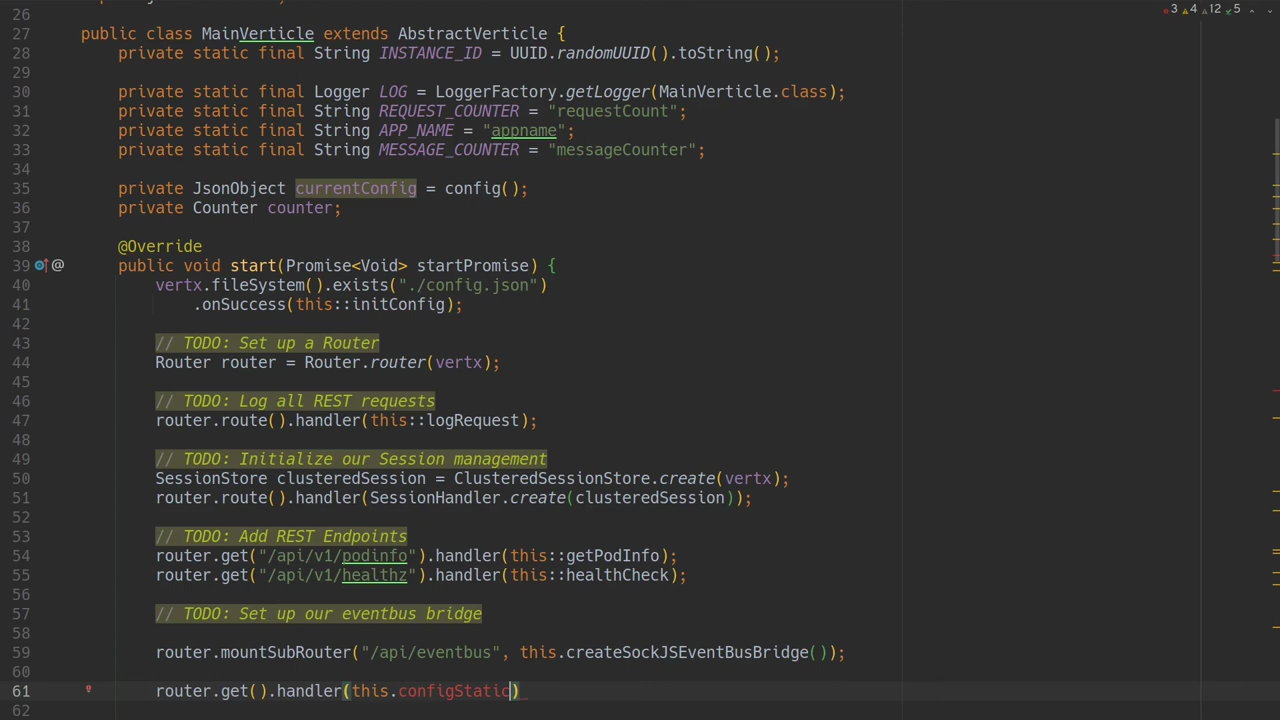 26
3 4 12 5
27 public class MainVerticle extends AbstractVerticle {
28 private static final String INSTANCE_ID = UUID.randomUUID().toString();
29
30 private static final Logger LOG = LoggerFactory.getLogger(MainVerticle.class);
31 private static final String REQUEST_COUNTER = "requestCount";
32 private static final String APP_NAME = "appname";
33 private static final String MESSAGE_COUNTER = "messageCounter";
34
35 private JsonObject currentConfig = config();
36 private Counter counter;
37
38 @Override
39 @ public void start(Promise<Void> startPromise) {
40 vertx.fileSystem().exists("./config.json")
41 .onSuccess(this::initConfig);
42
43 // TODO: Set up a Router
44 Router router = Router.router(vertx);
45
46 // TODO: Log all REST requests
47 router.route().handler(this::logRequest);
48
49 // TODO: Initialize our Session management
50 SessionStore clusteredSession = ClusteredSessionStore.create(vertx);
51 router.route().handler(SessionHandler.create(clusteredSession));
52
53 // TODO: Add REST Endpoints
54 router.get("/api/v1/podinfo").handler(this::getPodInfo);
55 router.get("/api/v1/healthz").handler(this::healthCheck);
56
57 // TODO: Set up our eventbus bridge
58
59 router.mountSubRouter("/api/eventbus", this.createSockJSEventBusBridge());
60
61 router.get().handler(this.configStatic)
62